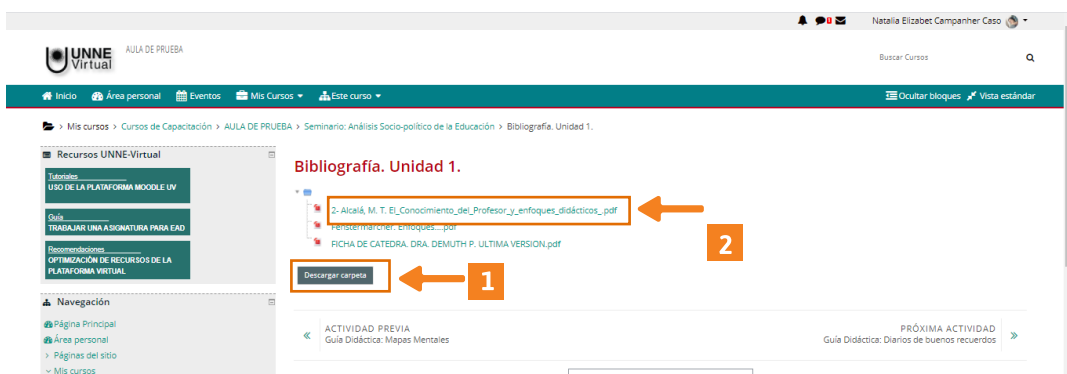 Natalia Elizabet Campanher Caso
UNNE
Virtual
AULA DE PRUEBA
Buscar Cursos
Inicio Área personal Eventos Mis Cursos Este curso Ocultar bloques Vista estándar
> Mis cursos > Cursos de Capacitación > AULA DE PRUEBA > Seminario: Análisis Socio-político de la Educación > Bibliografía. Unidad 1.
Recursos UNNE-Virtual
Tutoriales
USO DE LA PLATAFORMA MOODLE UV
Guía
TRABAJAR UNA ASIGNATURA PARA EAD
Recomendaciones
OPTIMIZACIÓN DE RECURSOS DE LA
PLATAFORMA VIRTUAL
Navegación
Página Principal
Área personal
> Páginas del sitio
Mis cursos
Bibliografía. Unidad 1.
2- Alcalá, M. T. El_Conocimiento_del_Profesor_y_enfoques_didácticos_.pdf
2
Fenstermarcher. Enfoques....pdf
FICHA DE CATEDRA. DRA. DEMUTH P. ULTIMA VERSION.pdf
Descargar carpeta
1
« ACTIVIDAD PREVIA
Guía Didáctica: Mapas Mentales
PRÓXIMA ACTIVIDAD »
Guía Didáctica: Diarios de buenos recuerdos